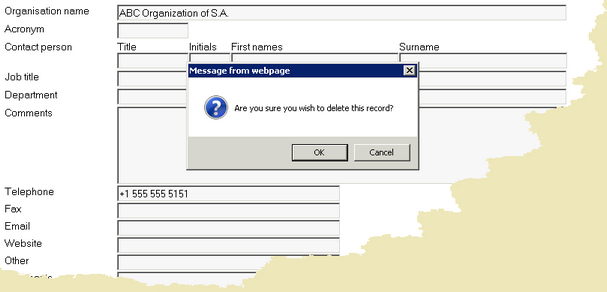 Organisation name ABC Organization of S.A.
Acronym
Contact person Title Initials First names Surname
Job title
Message from webpage
Department
Are you sure you wish to delete this record?
Comments
OK Cancel
Telephone +1 555 555 5151
Fax
Email
Website
Other